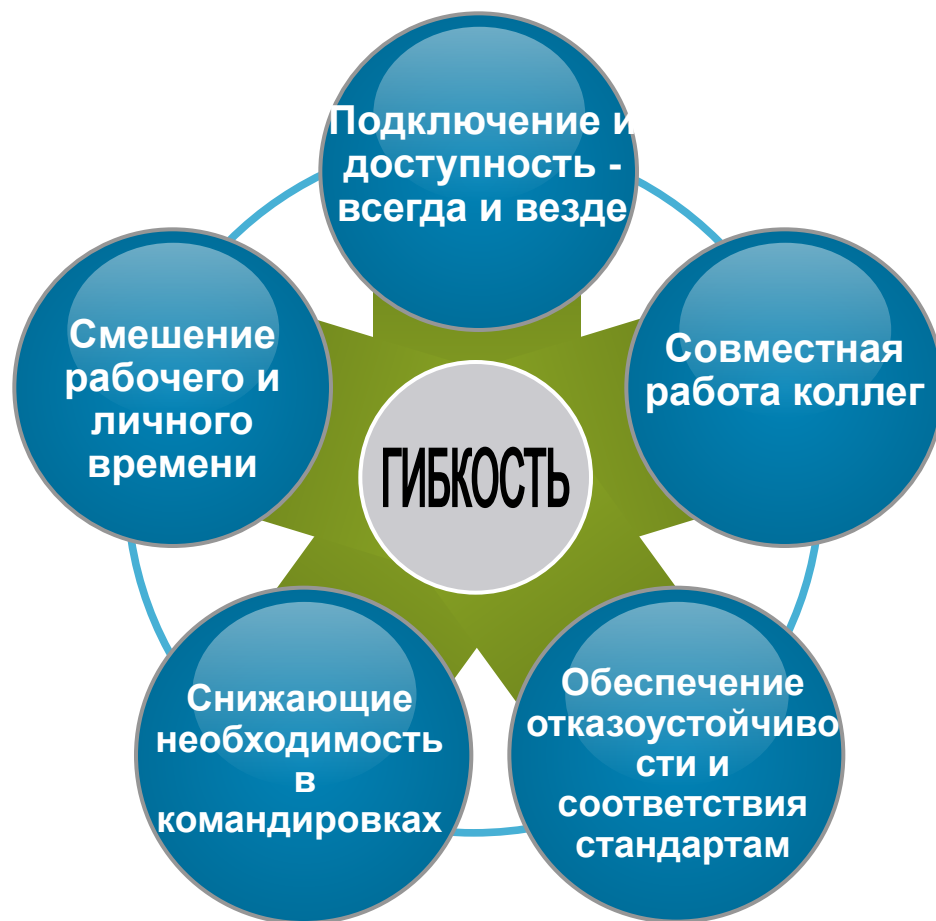 Подключение и
доступность -
всегда и везде
Смешение
рабочего и
личного
времени
Совместная
работа коллег
ГИБКОСТЬ
Снижающие
необходимость
в
командировках
Обеспечение
отказоустойчиво
сти и
соответствия
стандартам